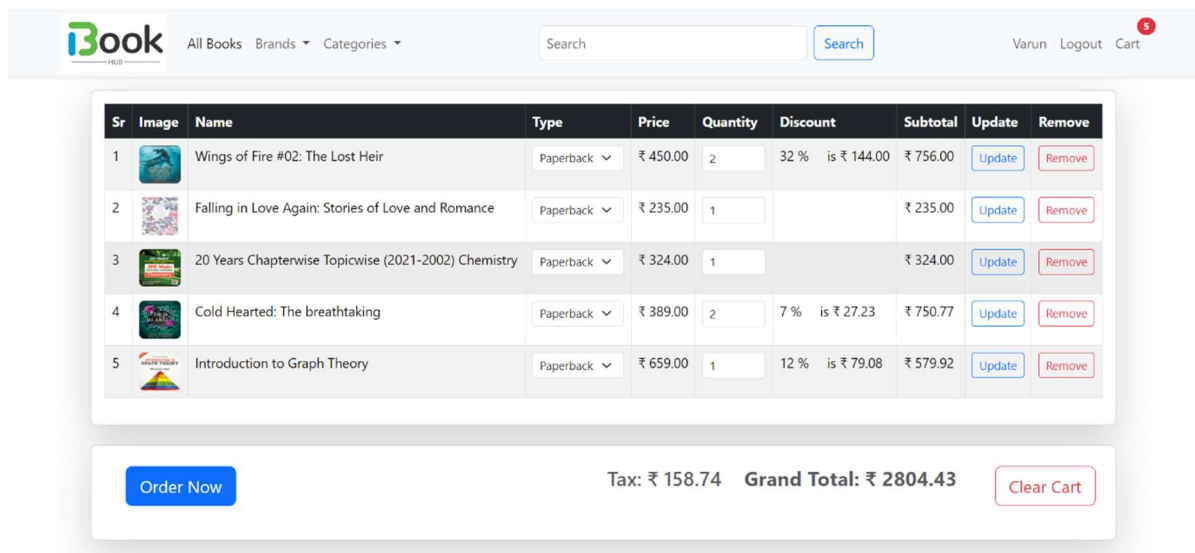 Book
HUB
All Books Brands Categories Search Search Varun Logout Cart 5
Sr Image Name Type Price Quantity Discount Subtotal Update Remove
1 Wings of Fire #02: The Lost Heir Paperback ₹ 450.00 2 32 % is ₹ 144.00 ₹ 756.00 Update Remove
2 Falling in Love Again: Stories of Love and Romance Paperback ₹ 235.00 1 ₹ 235.00 Update Remove
3 20 Years Chapterwise Topicwise (2021-2002) Chemistry Paperback ₹ 324.00 1 ₹ 324.00 Update Remove
4 Cold Hearted: The breathtaking Paperback ₹ 389.00 2 7 % is ₹ 27.23 ₹ 750.77 Update Remove
5 Introduction to Graph Theory Paperback ₹ 659.00 1 12 % is ₹ 79.08 ₹ 579.92 Update Remove
Order Now Tax: ₹ 158.74 Grand Total: ₹ 2804.43 Clear Cart